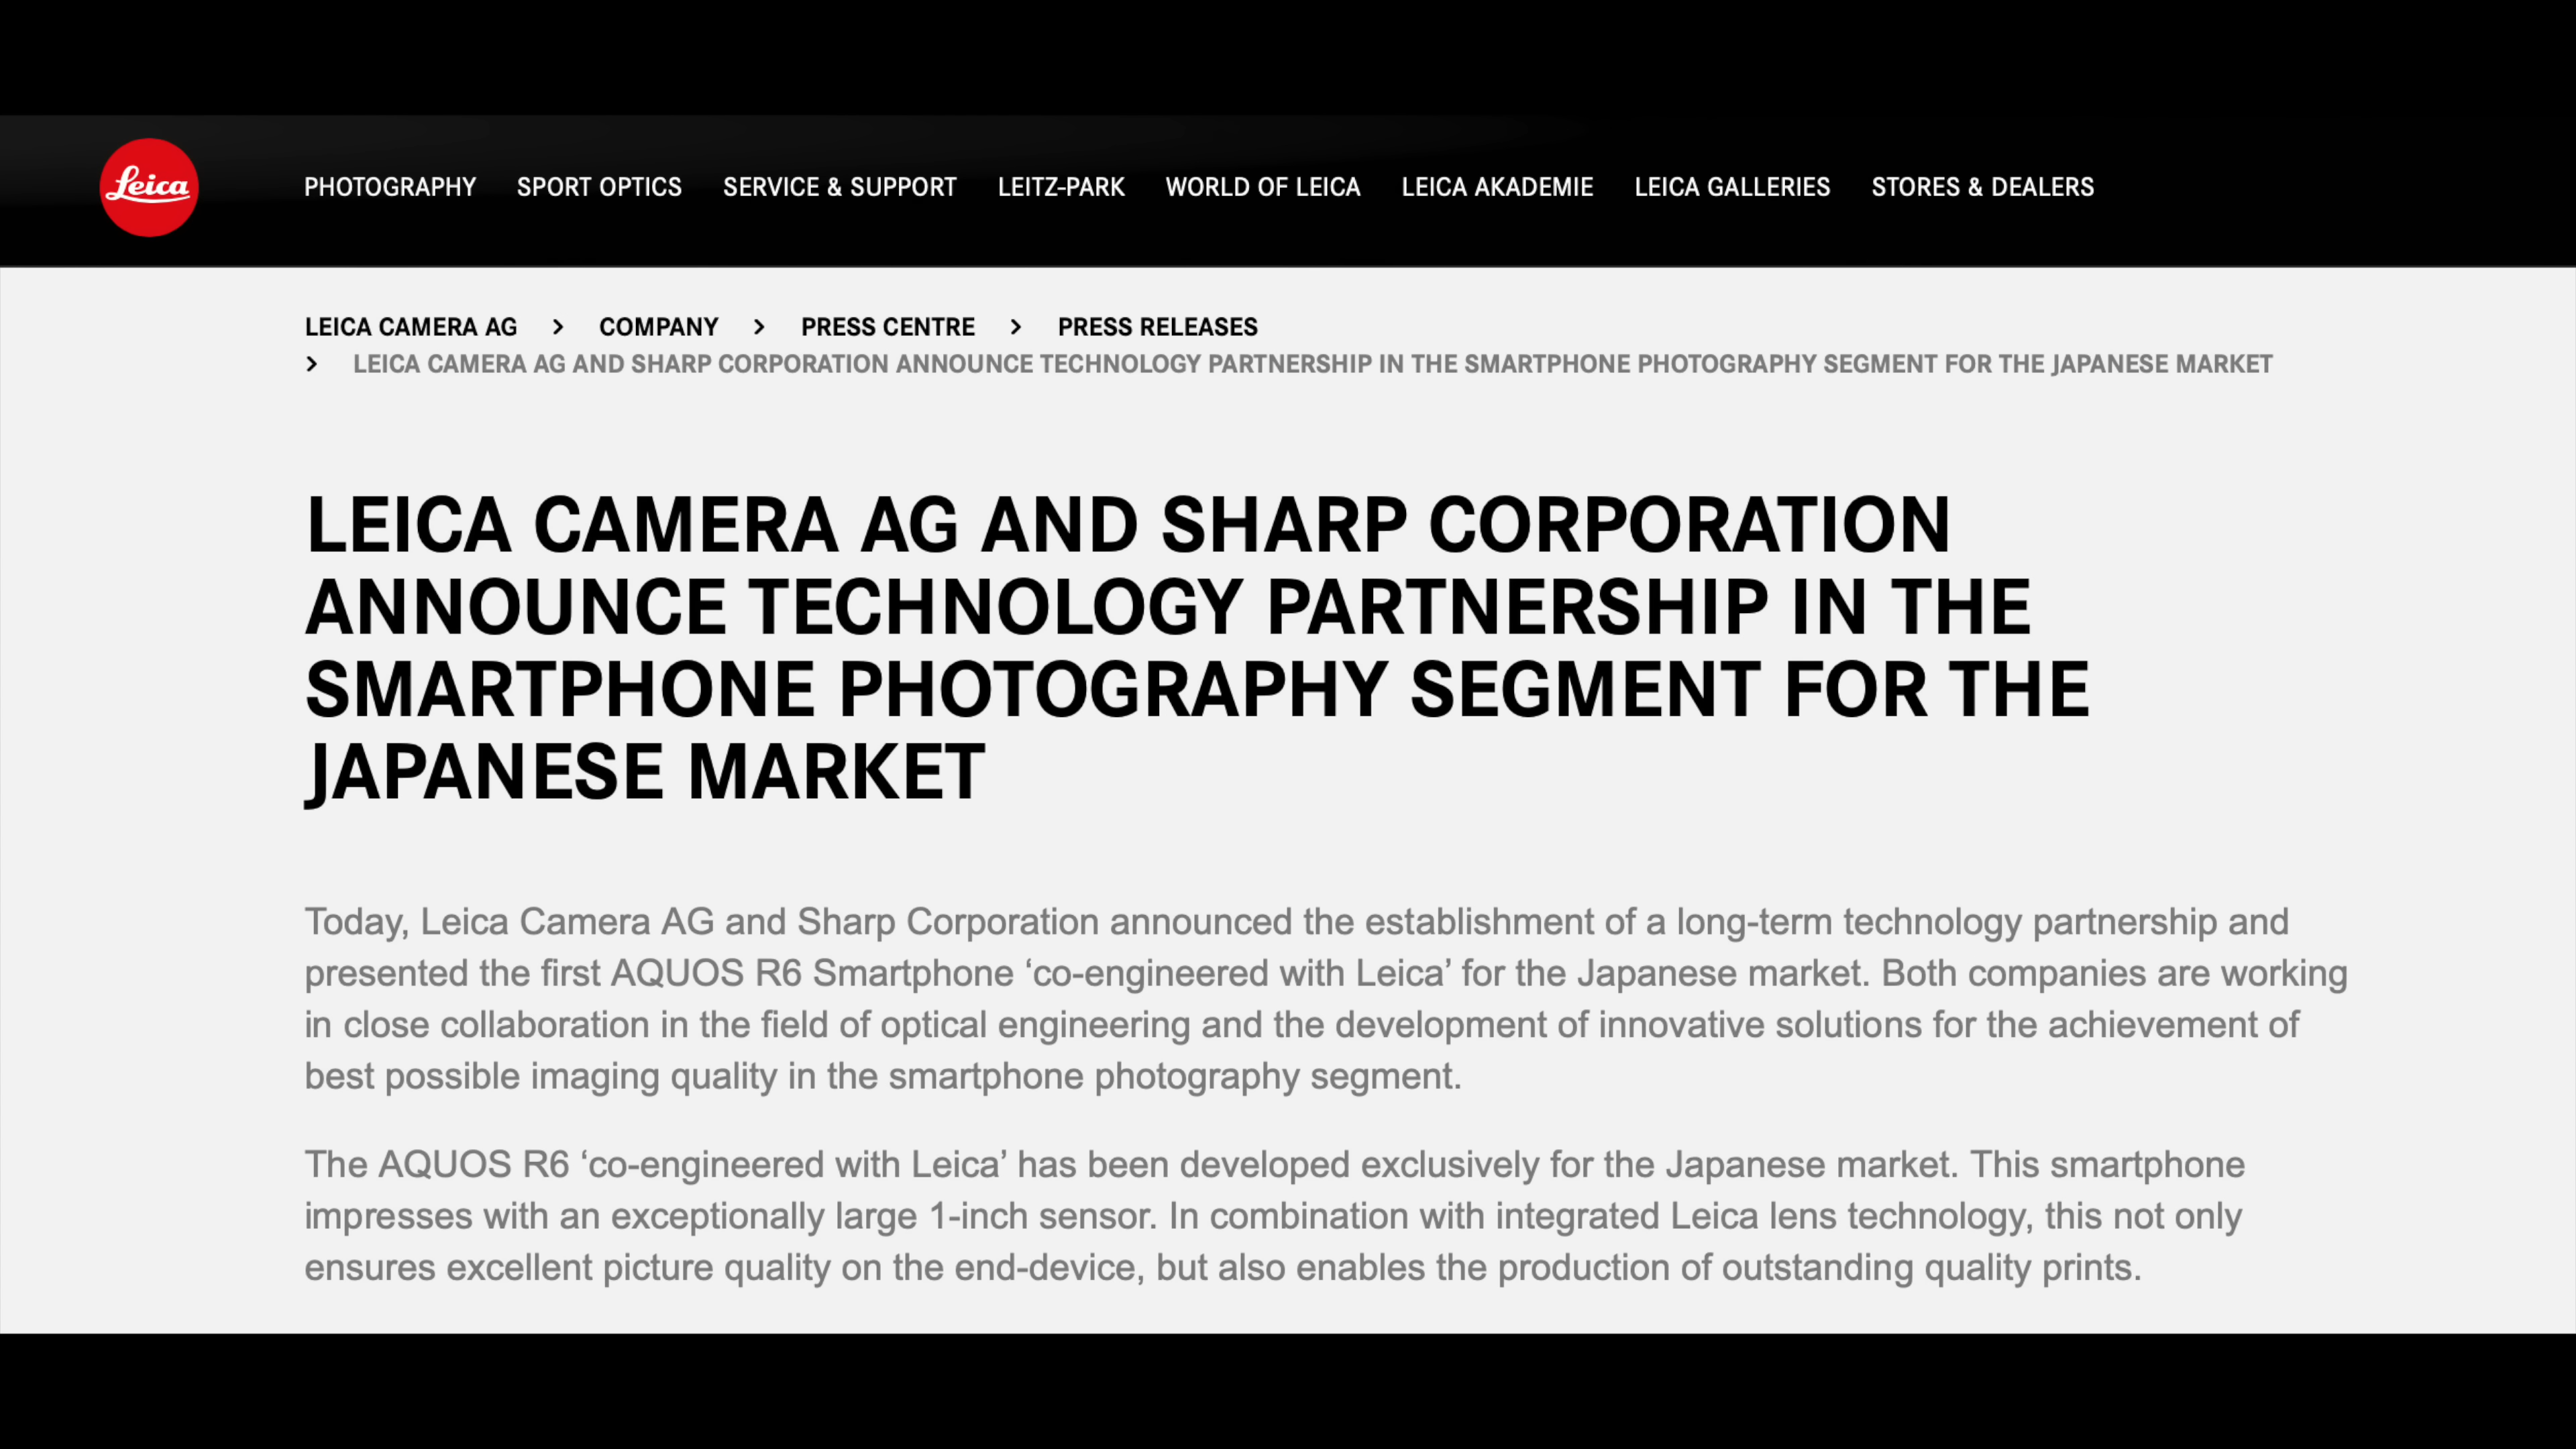 Leica
PHOTOGRAPHY SPORT OPTICS SERVICE & SUPPORT LEITZ-PARK WORLD OF LEICA LEICA AKADEMIE LEICA GALLERIES STORES & DEALERS
LEICA CAMERA AG > COMPANY > PRESS CENTRE > PRESS RELEASES
> LEICA CAMERA AG AND SHARP CORPORATION ANNOUNCE TECHNOLOGY PARTNERSHIP IN THE SMARTPHONE PHOTOGRAPHY SEGMENT FOR THE JAPANESE MARKET
LEICA CAMERA AG AND SHARP CORPORATION
ANNOUNCE TECHNOLOGY PARTNERSHIP IN THE
SMARTPHONE PHOTOGRAPHY SEGMENT FOR THE
JAPANESE MARKET
Today, Leica Camera AG and Sharp Corporation announced the establishment of a long-term technology partnership and
presented the first AQUOS R6 Smartphone ‘co-engineered with Leica’ for the Japanese market. Both companies are working
in close collaboration in the field of optical engineering and the development of innovative solutions for the achievement of
best possible imaging quality in the smartphone photography segment.
The AQUOS R6 ‘co-engineered with Leica’ has been developed exclusively for the Japanese market. This smartphone
impresses with an exceptionally large 1-inch sensor. In combination with integrated Leica lens technology, this not only
ensures excellent picture quality on the end-device, but also enables the production of outstanding quality prints.